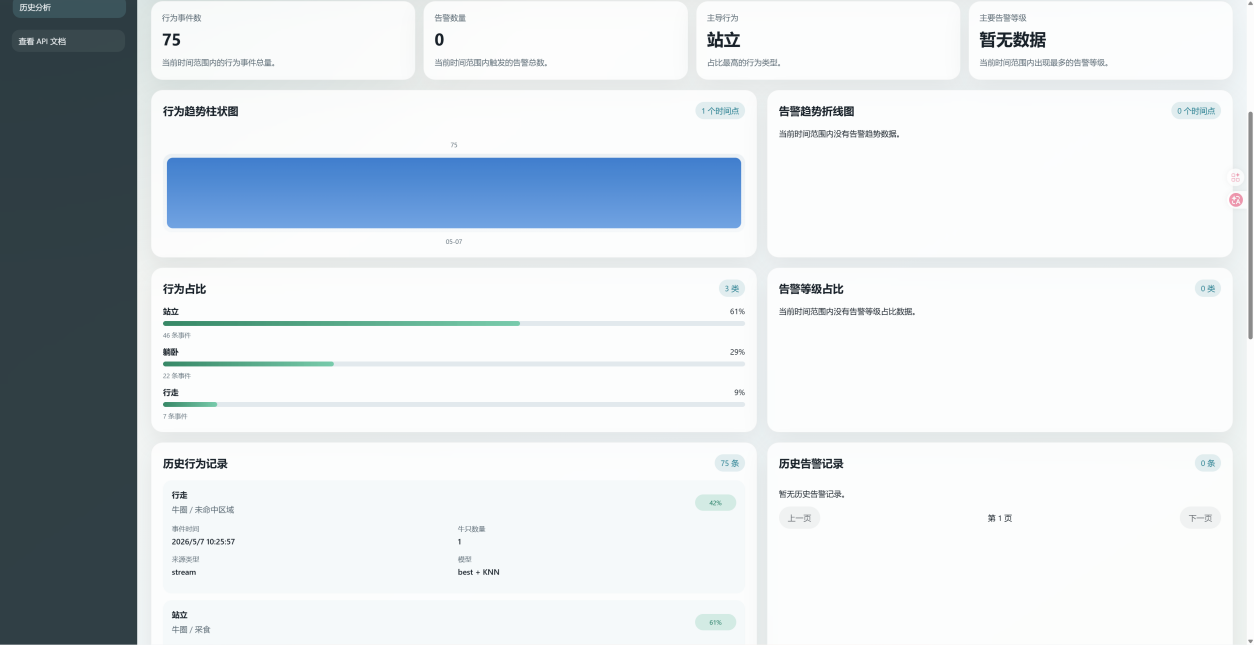 历史分析
查看 API 文档
行为事件数
75
当前时间范围内的行为事件总量。
告警数量
0
当前时间范围内触发的告警总数。
主导行为
站立
占比最高的行为类型。
主要告警等级
暂无数据
当前时间范围内出现最多的告警等级。
行为趋势柱状图
1 个时间点
75
05-07
告警趋势折线图
0 个时间点
当前时间范围内没有告警趋势数据。
行为占比
3 类
站立
61%
46 条事件
躺卧
29%
22 条事件
行走
9%
7 条事件
告警等级占比
0 类
当前时间范围内没有告警等级占比数据。
历史行为记录
75 条
行走
牛圈 / 未命中区域
42%
事件时间
2026/5/7 10:25:57
牛只数量
1
来源类型
stream
模型
best + KNN
站立
牛圈 / 采食
61%
历史告警记录
0 条
暂无历史告警记录。
上一页
第 1 页
下一页